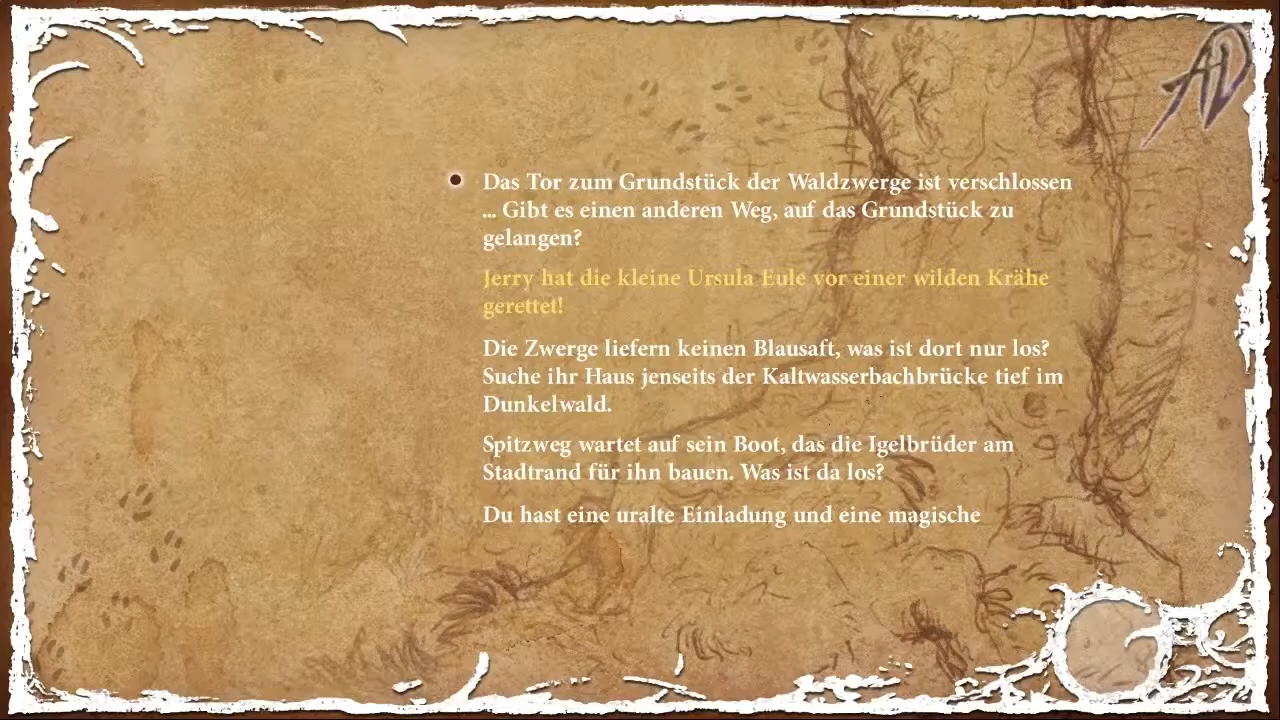 AD
Das Tor zum Grundstück der Waldzwerge ist verschlossen
... Gibt es einen anderen Weg, auf das Grundstück zu
gelangen?
Jerry hat die kleine Ursula Eule vor einer wilden Krähe
gerettet!
Die Zwerge liefern keinen Blausaft, was ist dort nur los?
Suche ihr Haus jenseits der Kaltwasserbachbrücke tief im
Dunkelwald.
Spitzweg wartet auf sein Boot, das die Igelbrüder am
Stadtrand für ihn bauen. Was ist da los?
Du hast eine uralte Einladung und eine magische